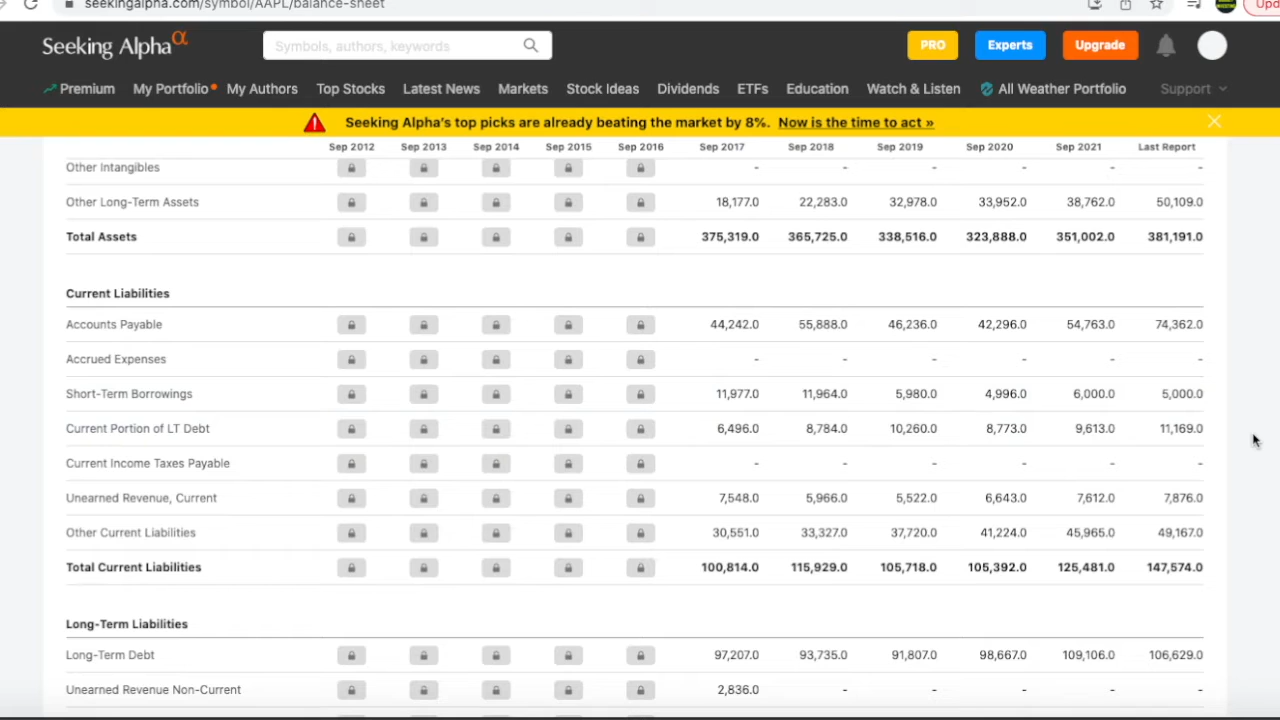 seekingalpha.com/symbol/AAPL/balance-sheet
Seeking Alpha α Symbols, authors, keywords PRO Experts Upgrade
Premium My Portfolio My Authors Top Stocks Latest News Markets Stock Ideas Dividends ETFs Education Watch & Listen All Weather Portfolio Support
Seeking Alpha's top picks are already beating the market by 8%. Now is the time to act »
Sep 2012 Sep 2013 Sep 2014 Sep 2015 Sep 2016 Sep 2017 Sep 2018 Sep 2019 Sep 2020 Sep 2021 Last Report
Other Intangibles - - - - - -
Other Long-Term Assets 18,177.0 22,283.0 32,978.0 33,952.0 38,762.0 50,109.0
Total Assets 375,319.0 365,725.0 338,516.0 323,888.0 351,002.0 381,191.0
Current Liabilities
Accounts Payable 44,242.0 55,888.0 46,236.0 42,296.0 54,763.0 74,362.0
Accrued Expenses - - - - - -
Short-Term Borrowings 11,977.0 11,964.0 5,980.0 4,996.0 6,000.0 5,000.0
Current Portion of LT Debt 6,496.0 8,784.0 10,260.0 8,773.0 9,613.0 11,169.0
Current Income Taxes Payable - - - - - -
Unearned Revenue, Current 7,548.0 5,966.0 5,522.0 6,643.0 7,612.0 7,876.0
Other Current Liabilities 30,551.0 33,327.0 37,720.0 41,224.0 45,965.0 49,167.0
Total Current Liabilities 100,814.0 115,929.0 105,718.0 105,392.0 125,481.0 147,574.0
Long-Term Liabilities
Long-Term Debt 97,207.0 93,735.0 91,807.0 98,667.0 109,106.0 106,629.0
Unearned Revenue Non-Current 2,836.0 - - - - -